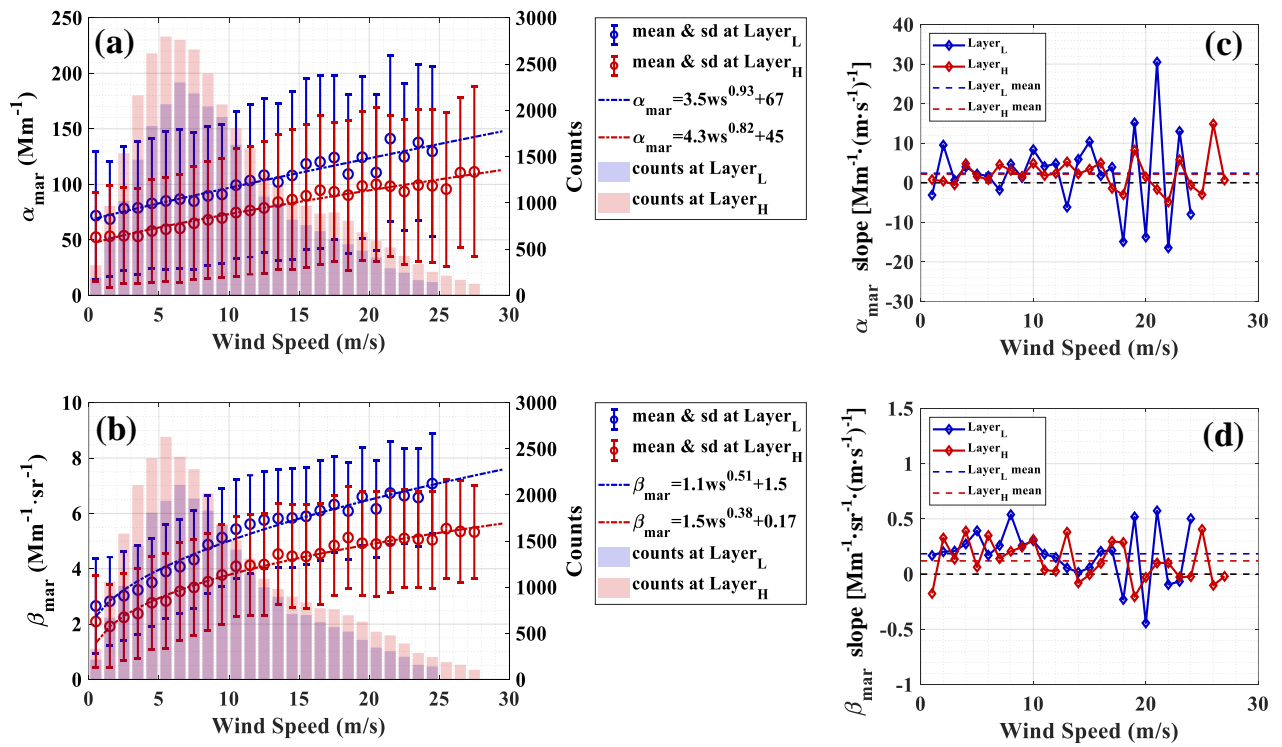 (a)
250
200
150
100
50
0
α_mar (Mm^-1)
3000
2500
2000
1500
1000
500
0
Counts
0 5 10 15 20 25 30
Wind Speed (m/s)
mean & sd at Layer_L
mean & sd at Layer_H
α_mar=3.5ws^0.93+67
α_mar=4.3ws^0.82+45
counts at Layer_L
counts at Layer_H
(c)
40
30
20
10
0
-10
-20
-30
α_mar slope [Mm^-1·(m·s^-1)^-1]
Layer_L
Layer_H
Layer_L mean
Layer_H mean
0 10 20 30
Wind Speed (m/s)
(b)
10
8
6
4
2
0
β_mar (Mm^-1·sr^-1)
3000
2500
2000
1500
1000
500
0
Counts
0 5 10 15 20 25 30
Wind Speed (m/s)
mean & sd at Layer_L
mean & sd at Layer_H
β_mar=1.1ws^0.51+1.5
β_mar=1.5ws^0.38+0.17
counts at Layer_L
counts at Layer_H
(d)
1.5
1
0.5
0
-0.5
-1
β_mar slope [Mm^-1·sr^-1·(m·s^-1)^-1]
Layer_L
Layer_H
Layer_L mean
Layer_H mean
0 10 20 30
Wind Speed (m/s)